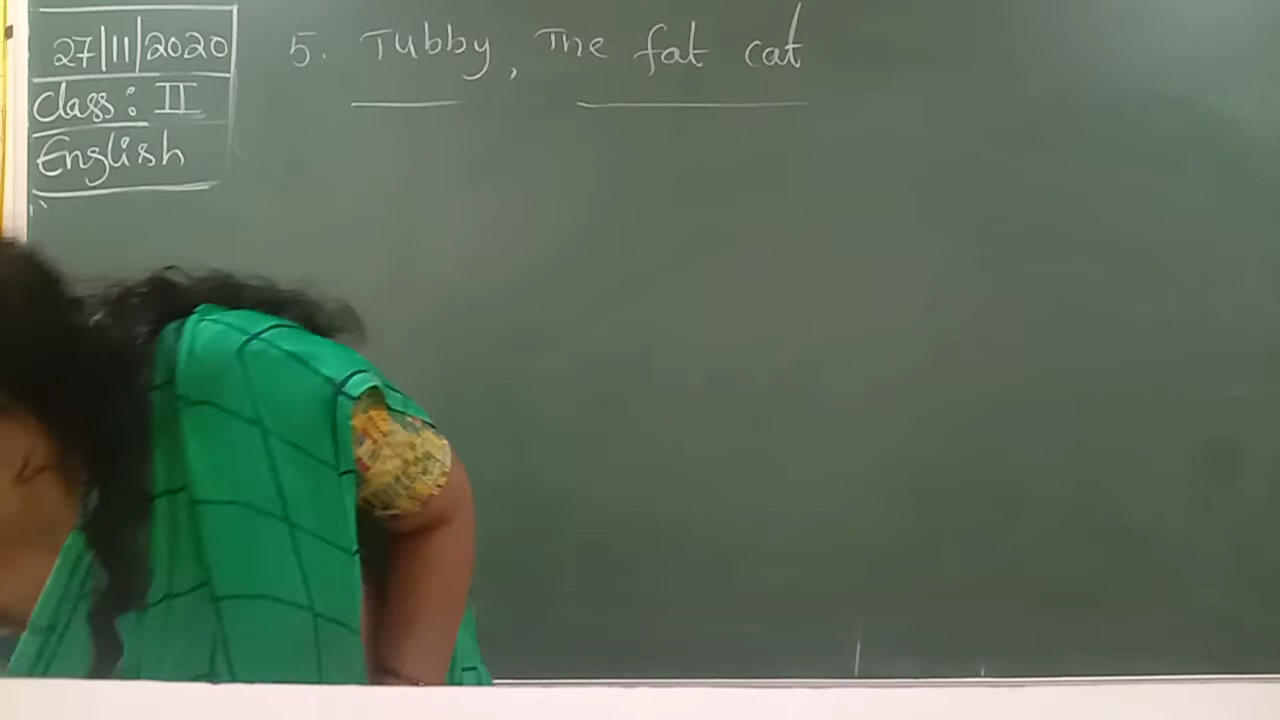 27/11/2020
Class: II
English
5. Tubby, The fat cat